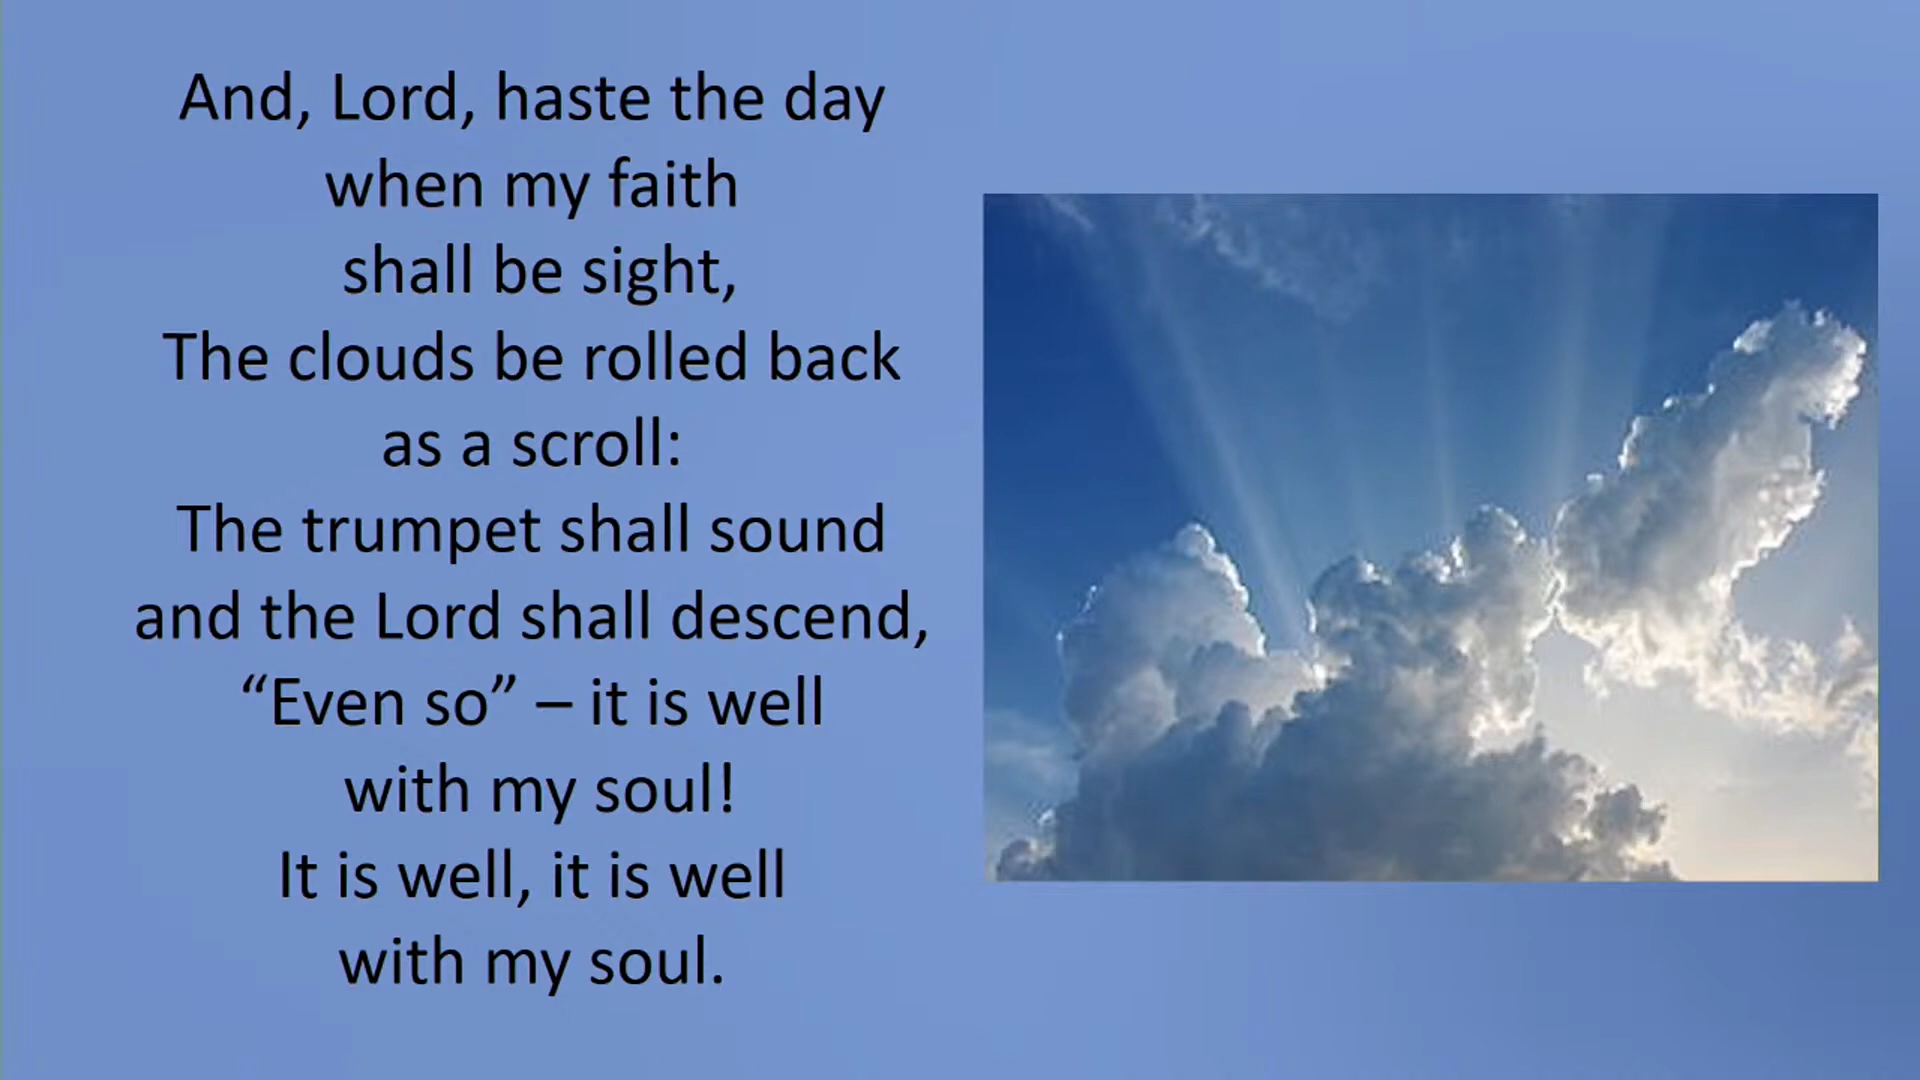 And, Lord, haste the day
when my faith
shall be sight,
The clouds be rolled back
as a scroll:
The trumpet shall sound
and the Lord shall descend,
“Even so” – it is well
with my soul!
It is well, it is well
with my soul.